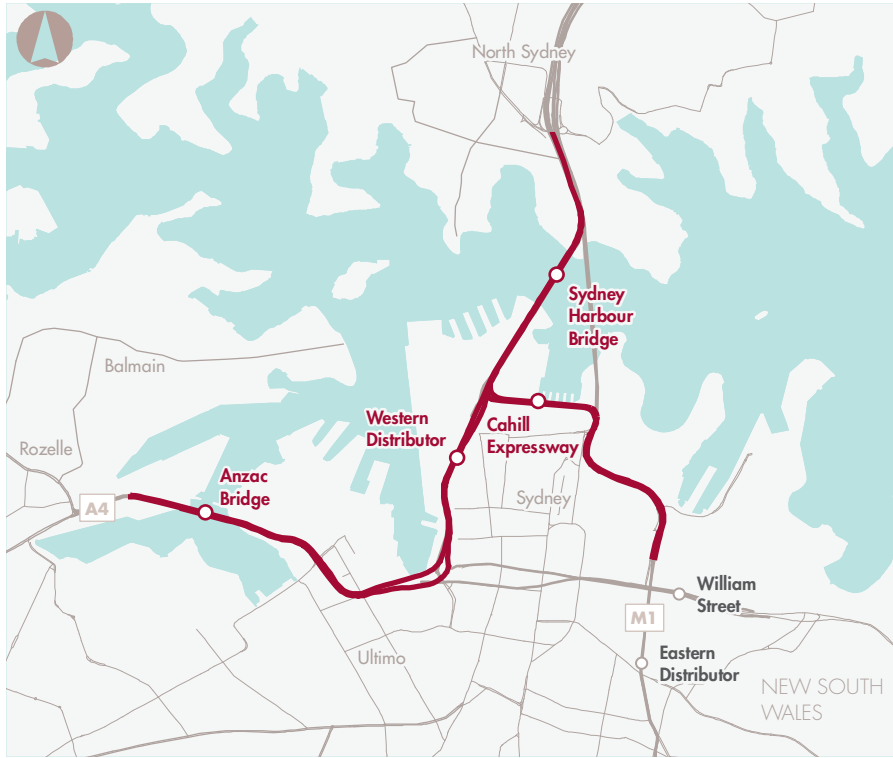 North Sydney
Sydney
Harbour
Bridge
Balmain
Western
Distributor
Cahill
Expressway
Rozelle
Anzac
Bridge
Sydney
A4
William
Street
M1
Ultimo
Eastern
Distributor
NEW SOUTH
WALES